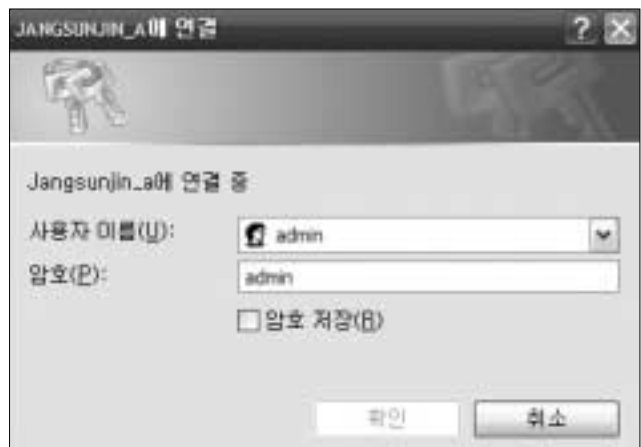 JANGSUNJIN_A에 연결
Jangsunjin_a에 연결 중
사용자 이름(U): admin
암호(P): admin
암호 저장(R)
확인 취소